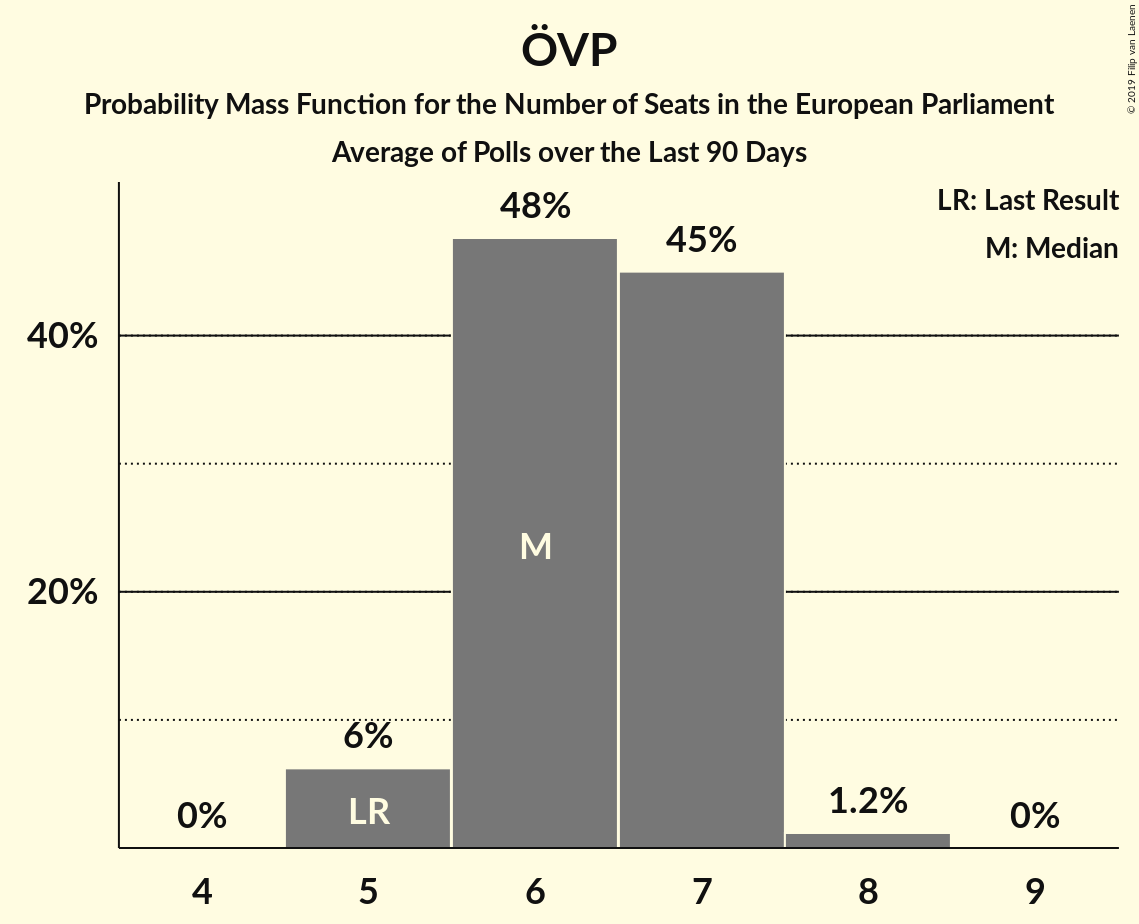 ÖVP
Probability Mass Function for the Number of Seats in the European Parliament
Average of Polls over the Last 90 Days
© 2019 Filip van Laenen
LR: Last Result
M: Median
48%
45%
40%
M
20%
6%
LR
0%
1.2%
0%
4 5 6 7 8 9